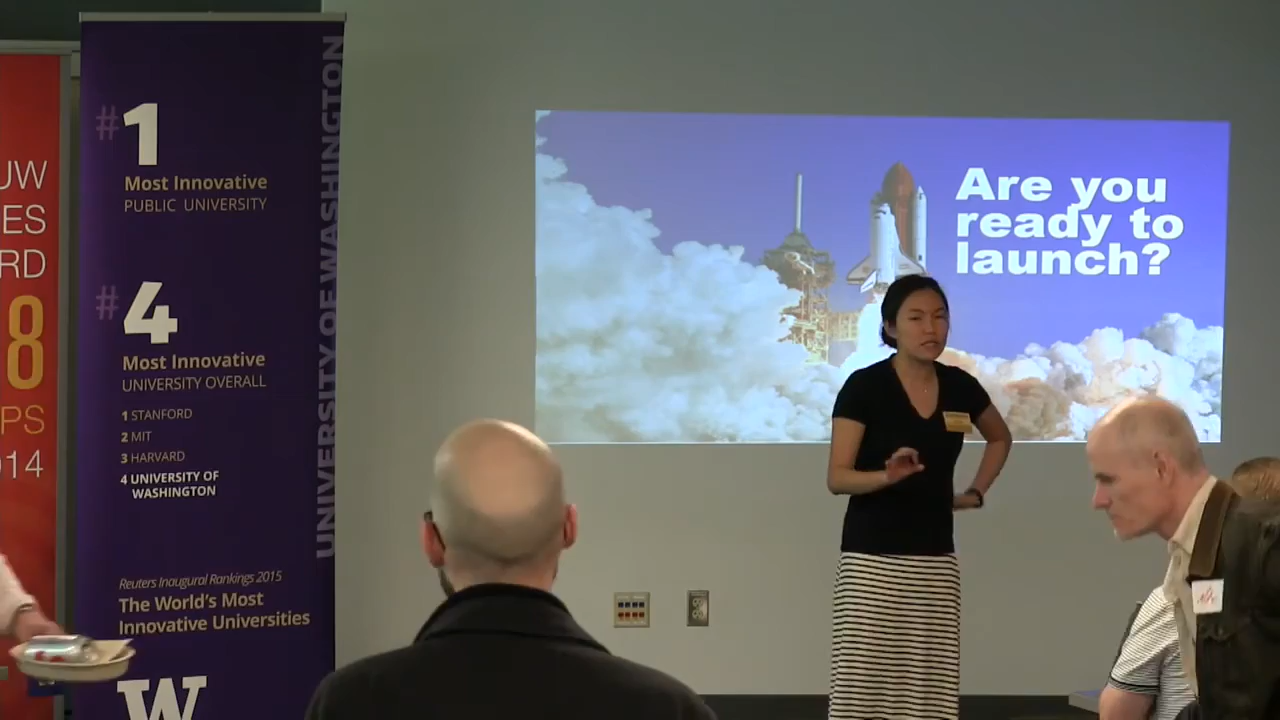 UW
ES
RD
8
PS
014
#1
Most Innovative
PUBLIC UNIVERSITY
#4
Most Innovative
UNIVERSITY OVERALL
1 STANFORD
2 MIT
3 HARVARD
4 UNIVERSITY OF
WASHINGTON
Reuters Inaugural Rankings 2015
The World's Most
Innovative Universities
W
UNIVERSITY OF WASHINGTON
Are you
ready to
launch?